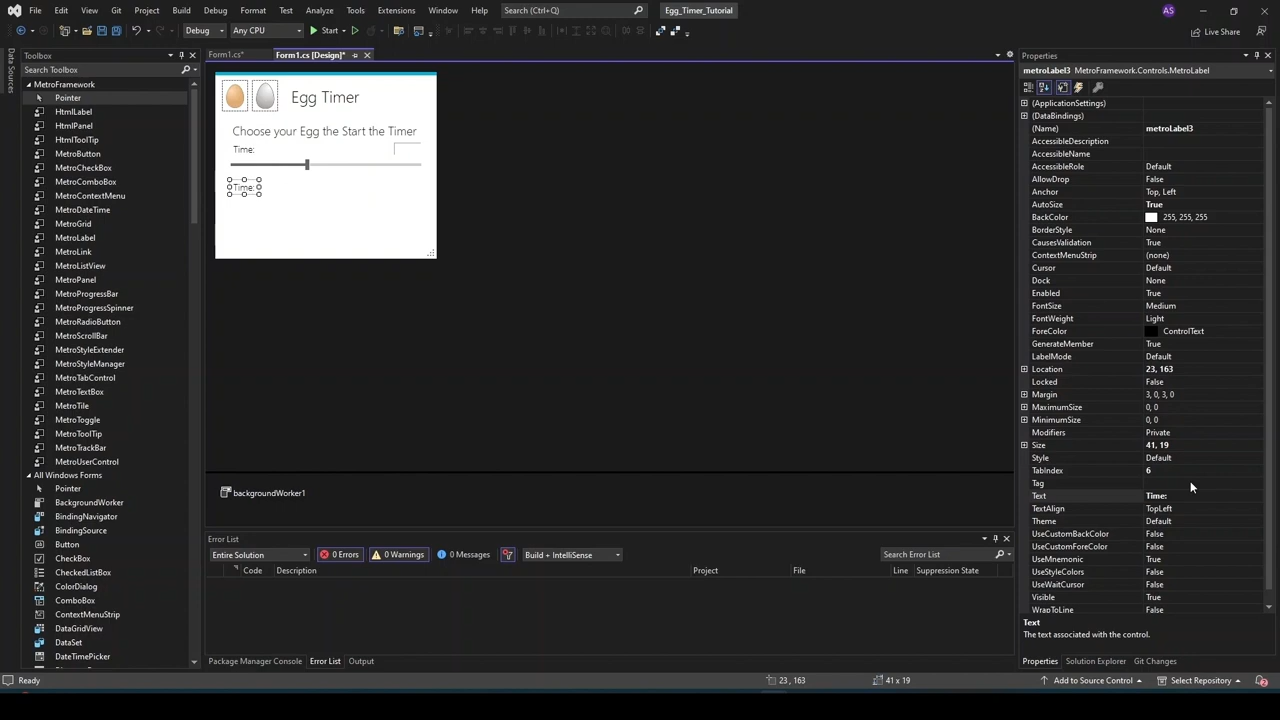 File Edit View Git Project Build Debug Format Test Analyze Tools Extensions Window Help Search (Ctrl+Q) Egg_Timer_Tutorial AS
Debug Any CPU Start Live Share
Data Sources
Toolbox
Search Toolbox
MetroFramework
Pointer
HtmlLabel
HtmlPanel
HtmlToolTip
MetroButton
MetroCheckBox
MetroComboBox
MetroContextMenu
MetroDateTime
MetroGrid
MetroLabel
MetroLink
MetroListView
MetroPanel
MetroProgressBar
MetroProgressSpinner
MetroRadioButton
MetroScrollBar
MetroStyleExtender
MetroStyleManager
MetroTabControl
MetroTextBox
MetroTile
MetroToggle
MetroToolTip
MetroTrackBar
MetroUserControl
All Windows Forms
Pointer
BackgroundWorker
BindingNavigator
BindingSource
Button
CheckBox
CheckedListBox
ColorDialog
ComboBox
ContextMenuStrip
DataGridView
DataSet
DateTimePicker
Form1.cs* Form1.cs [Design]*
Egg Timer
Choose your Egg the Start the Timer
Time:
Time:
backgroundWorker1
Error List
Entire Solution 0 Errors 0 Warnings 0 Messages Build + IntelliSense Search Error List
Code Description Project File Line Suppression State
Package Manager Console Error List Output
Properties
metroLabel3 MetroFramework.Controls.MetroLabel
(ApplicationSettings)
(DataBindings)
(Name) metroLabel3
AccessibleDescription
AccessibleName
AccessibleRole Default
AllowDrop False
Anchor Top, Left
AutoSize True
BackColor 255, 255, 255
BorderStyle None
CausesValidation True
ContextMenuStrip (none)
Cursor Default
Dock None
Enabled True
FontSize Medium
FontWeight Light
ForeColor ControlText
GenerateMember True
LabelMode Default
Location 23, 163
Locked False
Margin 3, 0, 3, 0
MaximumSize 0, 0
MinimumSize 0, 0
Modifiers Private
Size 41, 19
Style Default
TabIndex 6
Tag
Text Time:
TextAlign TopLeft
Theme Default
UseCustomBackColor False
UseCustomForeColor False
UseMnemonic True
UseStyleColors False
UseWaitCursor False
Visible True
WrapToLine False
Text
The text associated with the control.
Properties Solution Explorer Git Changes
Ready 23 , 163 41 x 19 Add to Source Control Select Repository 2